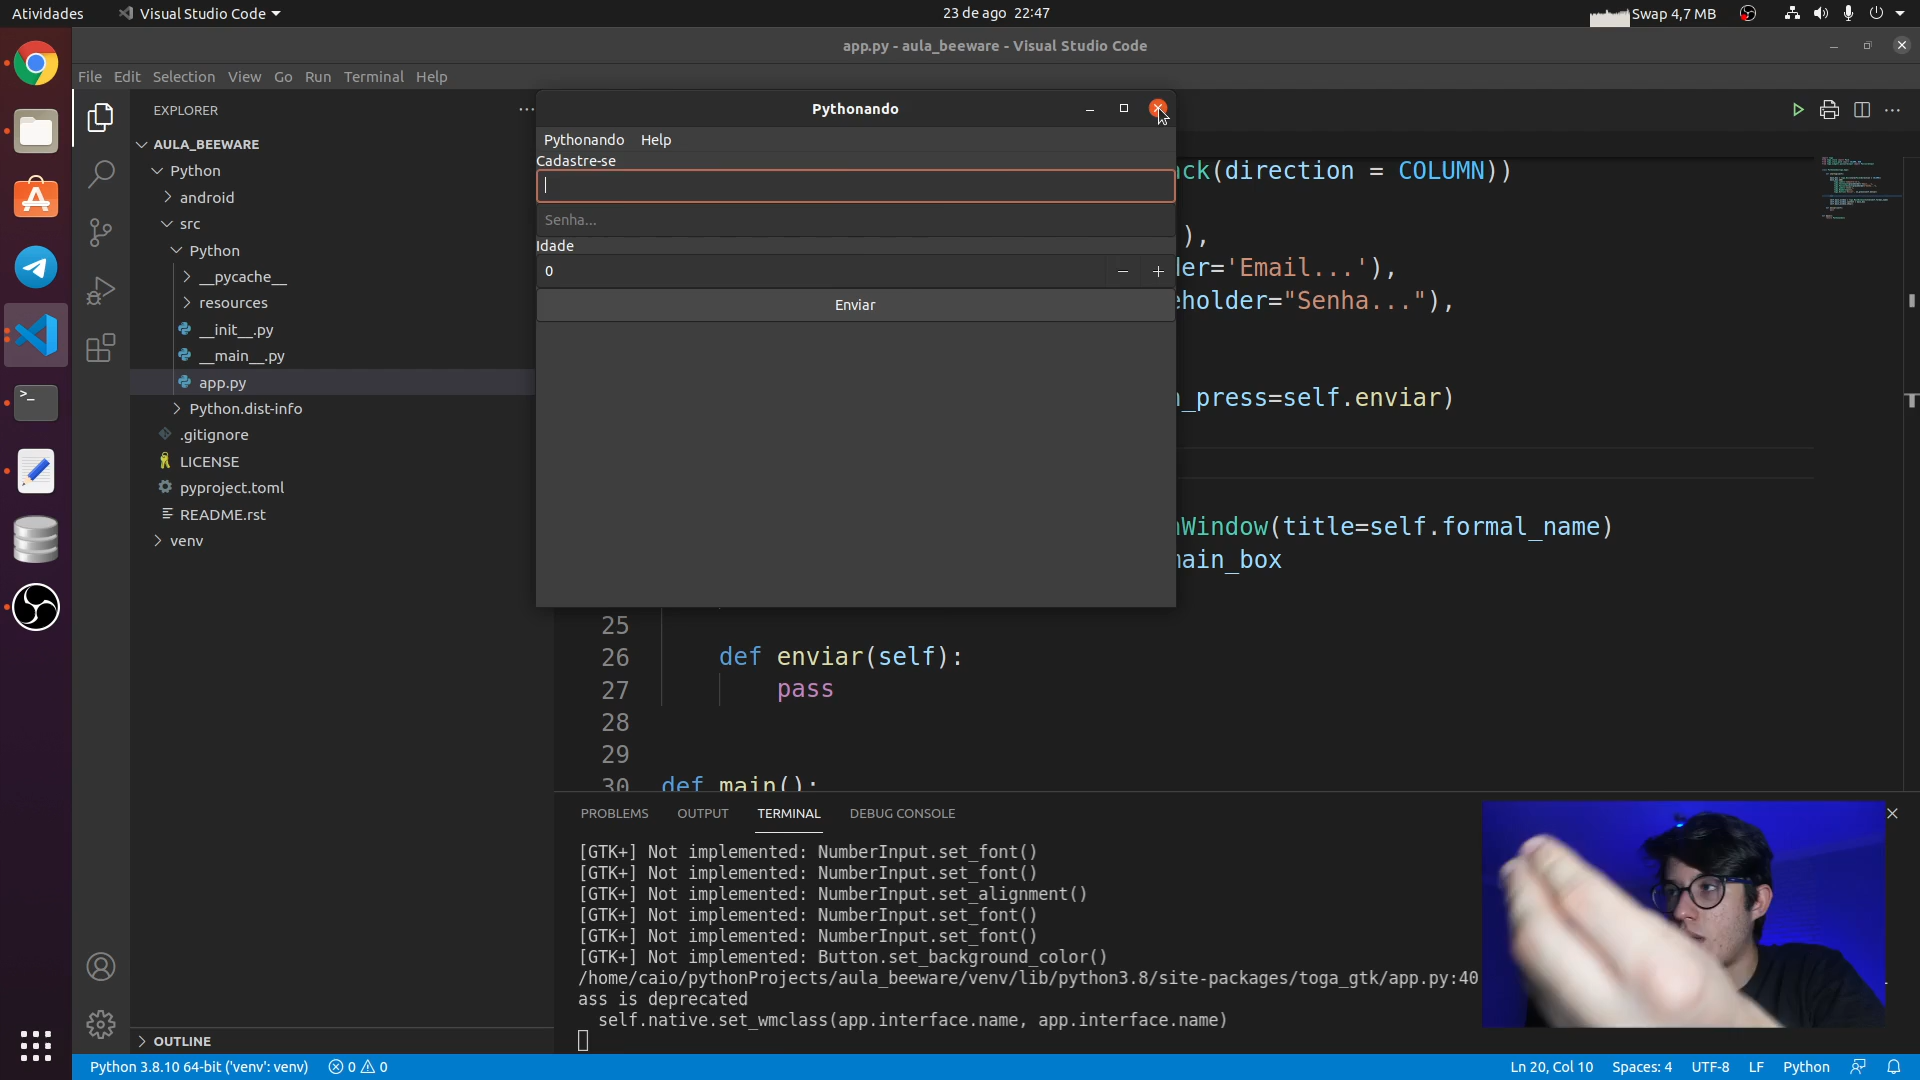 Atividades
Visual Studio Code
23 de ago 22:47
Swap 4,7 MB
app.py - aula_beeware - Visual Studio Code
File Edit Selection View Go Run Terminal Help
EXPLORER
AULA_BEEWARE
Python
android
src
Python
__pycache__
resources
__init__.py
__main__.py
app.py
Python.dist-info
.gitignore
LICENSE
pyproject.toml
README.rst
venv
OUTLINE
Pythonando
Pythonando Help
Cadastre-se
Senha...
Idade
0
Enviar
ck(direction = COLUMN))
),
er='Email...'),
eholder="Senha..."),
_press=self.enviar)
Window(title=self.formal_name)
ain_box
25
26 def enviar(self):
27 pass
28
29
30 def main():
PROBLEMS OUTPUT TERMINAL DEBUG CONSOLE
[GTK+] Not implemented: NumberInput.set_font()
[GTK+] Not implemented: NumberInput.set_font()
[GTK+] Not implemented: NumberInput.set_alignment()
[GTK+] Not implemented: NumberInput.set_font()
[GTK+] Not implemented: NumberInput.set_font()
[GTK+] Not implemented: Button.set_background_color()
/home/caio/pythonProjects/aula_beeware/venv/lib/python3.8/site-packages/toga_gtk/app.py:40
ass is deprecated
self.native.set_wmclass(app.interface.name, app.interface.name)
Python 3.8.10 64-bit ('venv': venv) 0 0
Ln 20, Col 10 Spaces: 4 UTF-8 LF Python